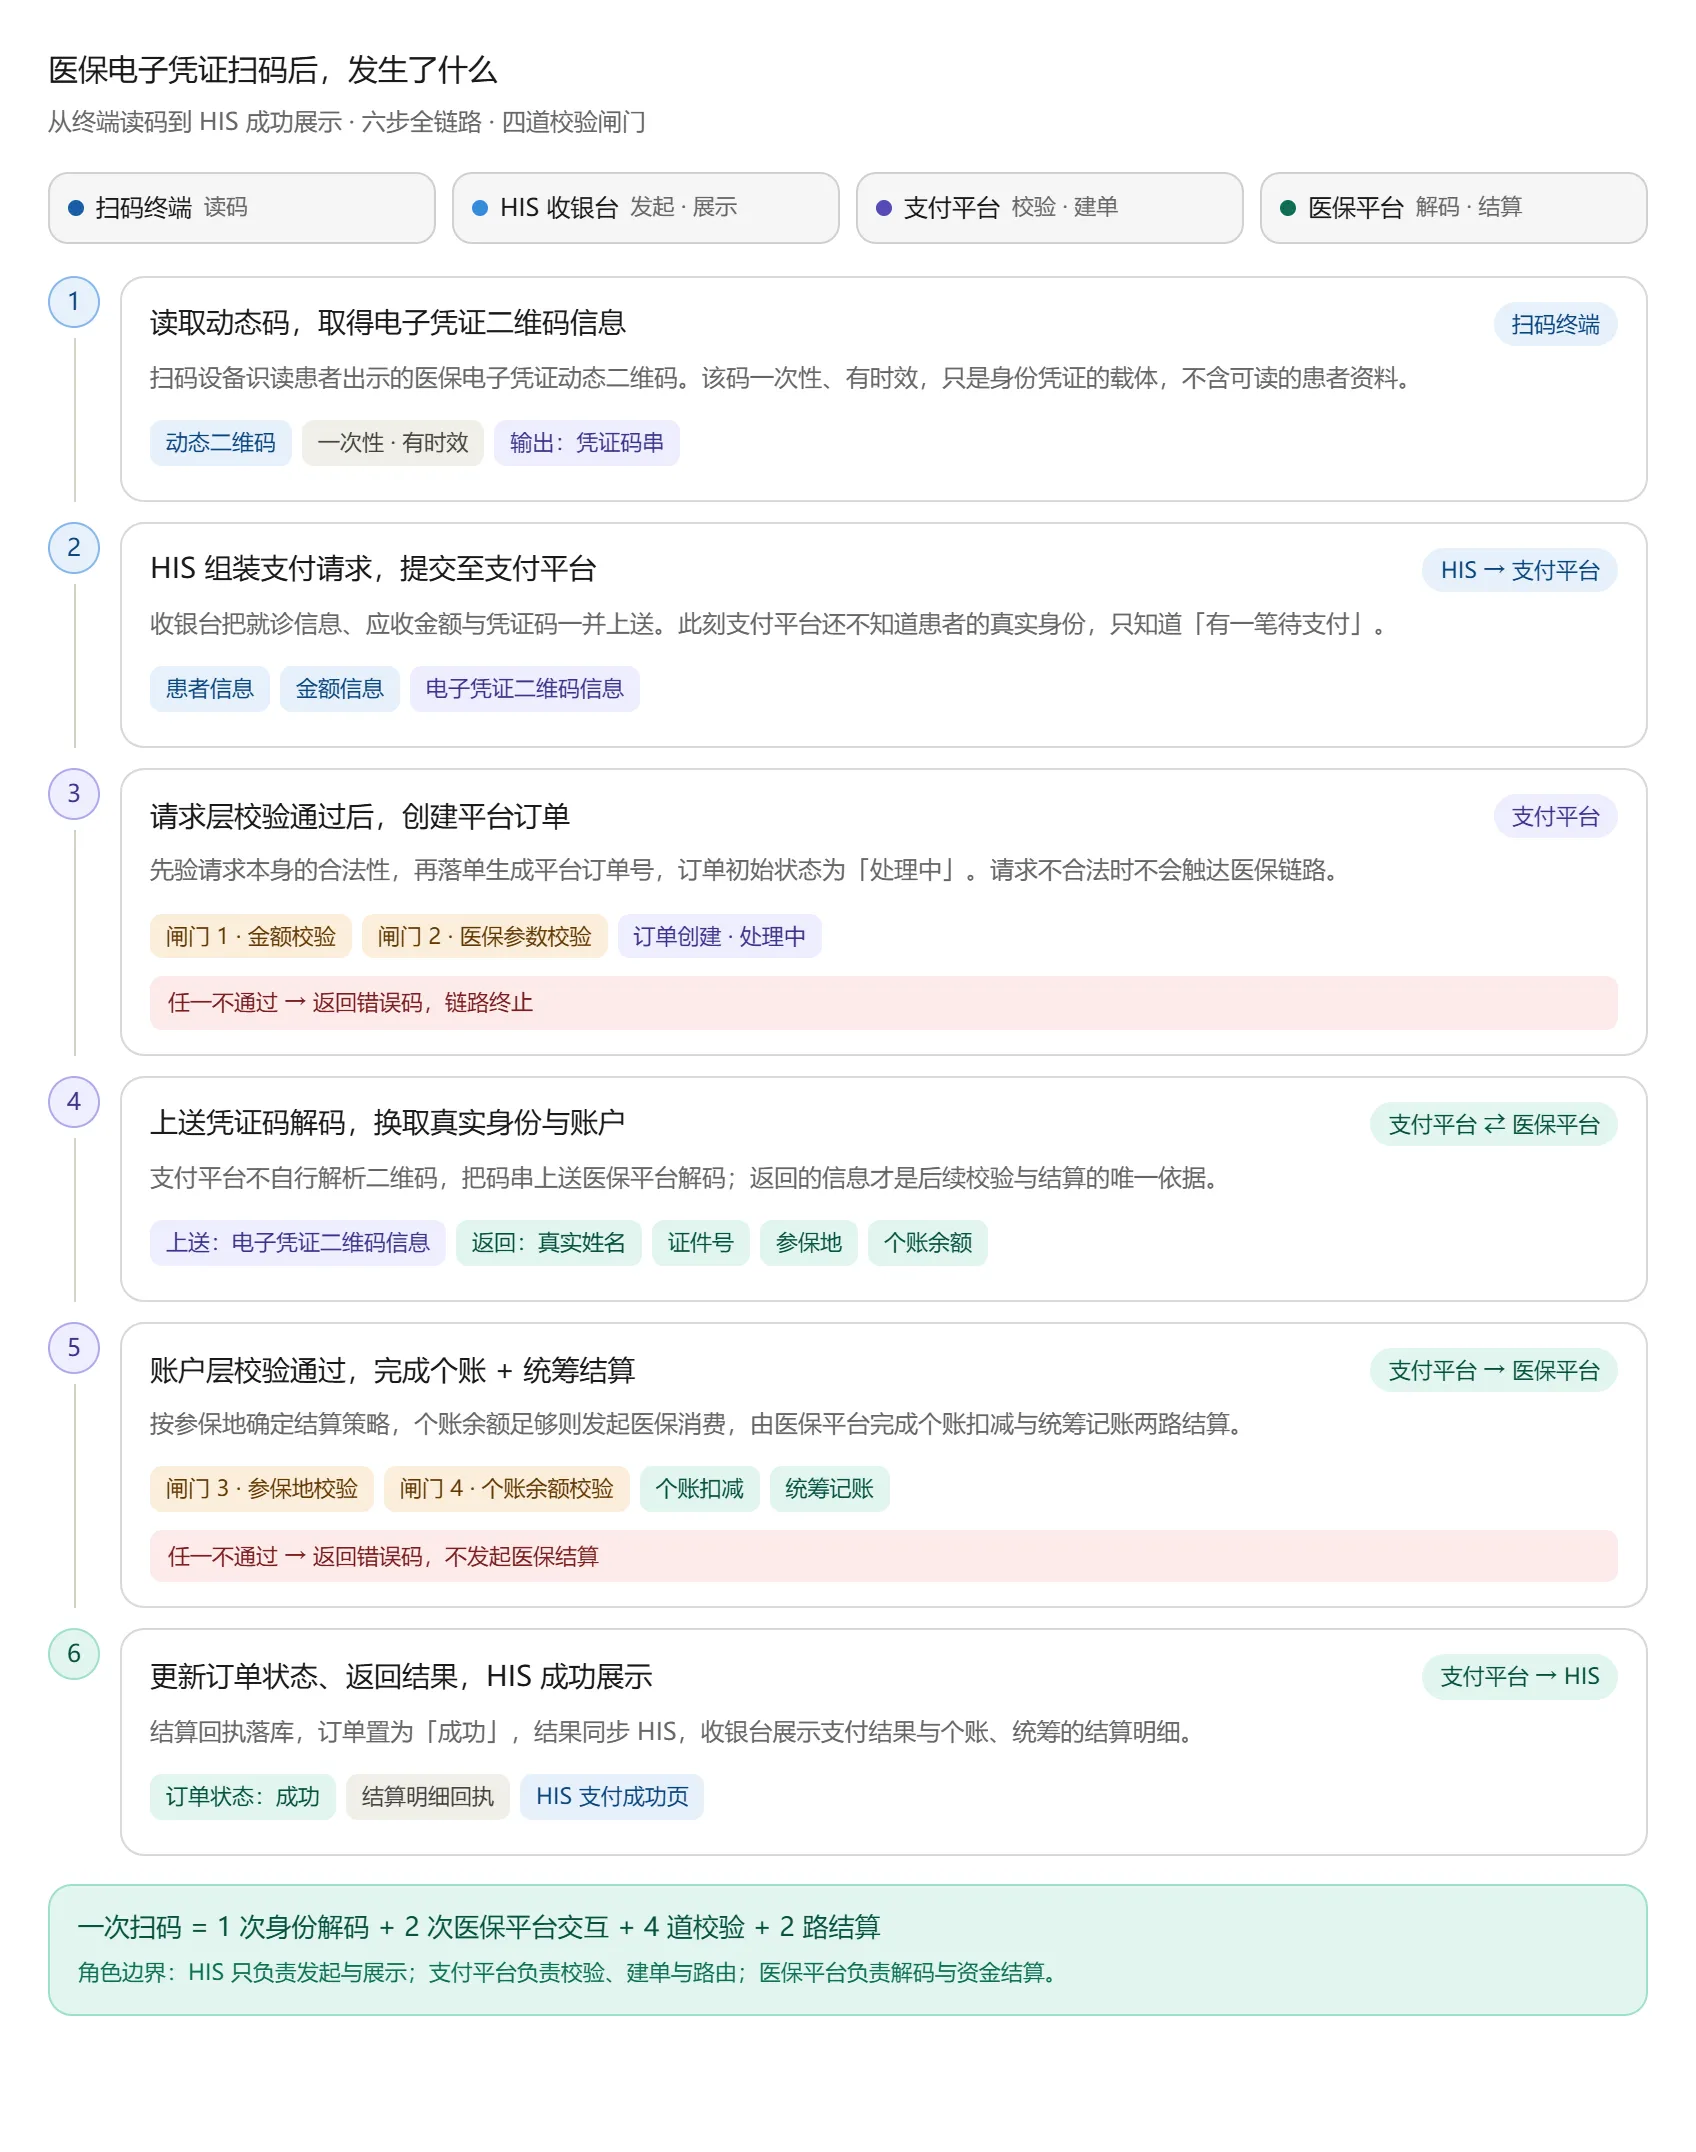 医保电子凭证扫码后，发生了什么
从终端读码到 HIS 成功展示 · 六步全链路 · 四道校验闸门
扫码终端 读码
HIS 收银台 发起 · 展示
支付平台 校验 · 建单
医保平台 解码 · 结算
1
读取动态码，取得电子凭证二维码信息
扫码终端
扫码设备识读患者出示的医保电子凭证动态二维码。该码一次性、有时效，只是身份凭证的载体，不含可读的患者资料。
动态二维码
一次性 · 有时效
输出：凭证码串
2
HIS 组装支付请求，提交至支付平台
HIS → 支付平台
收银台把就诊信息、应收金额与凭证码一并上送。此刻支付平台还不知道患者的真实身份，只知道「有一笔待支付」。
患者信息
金额信息
电子凭证二维码信息
3
请求层校验通过后，创建平台订单
支付平台
先验请求本身的合法性，再落单生成平台订单号，订单初始状态为「处理中」。请求不合法时不会触达医保链路。
闸门 1 · 金额校验
闸门 2 · 医保参数校验
订单创建 · 处理中
任一不通过 → 返回错误码，链路终止
4
上送凭证码解码，换取真实身份与账户
支付平台 ⇄ 医保平台
支付平台不自行解析二维码，把码串上送医保平台解码；返回的信息才是后续校验与结算的唯一依据。
上送：电子凭证二维码信息
返回：真实姓名
证件号
参保地
个账余额
5
账户层校验通过，完成个账 + 统筹结算
支付平台 → 医保平台
按参保地确定结算策略，个账余额足够则发起医保消费，由医保平台完成个账扣减与统筹记账两路结算。
闸门 3 · 参保地校验
闸门 4 · 个账余额校验
个账扣减
统筹记账
任一不通过 → 返回错误码，不发起医保结算
6
更新订单状态、返回结果，HIS 成功展示
支付平台 → HIS
结算回执落库，订单置为「成功」，结果同步 HIS，收银台展示支付结果与个账、统筹的结算明细。
订单状态：成功
结算明细回执
HIS 支付成功页
一次扫码 = 1 次身份解码 + 2 次医保平台交互 + 4 道校验 + 2 路结算
角色边界：HIS 只负责发起与展示；支付平台负责校验、建单与路由；医保平台负责解码与资金结算。